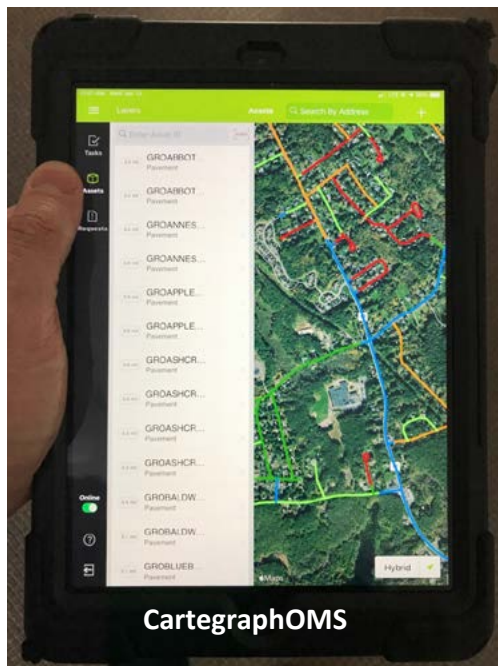 Layers
Assets
Search By Address
Tasks
Assets
Requests
Enter Asset ID
GROABBOT...
Pavement
GROABBOT...
Pavement
GROANNES...
Pavement
GROANNES...
Pavement
GROAPPLE...
Pavement
GROAPPLE...
Pavement
GROASHCR...
Pavement
GROASHCR...
Pavement
GROASHCR...
Pavement
GROASHCR...
Pavement
GROBALDW...
Pavement
GROBALDW...
Pavement
GROBLUEB...
Pavement
Online
Maps
Hybrid
CartegraphOMS